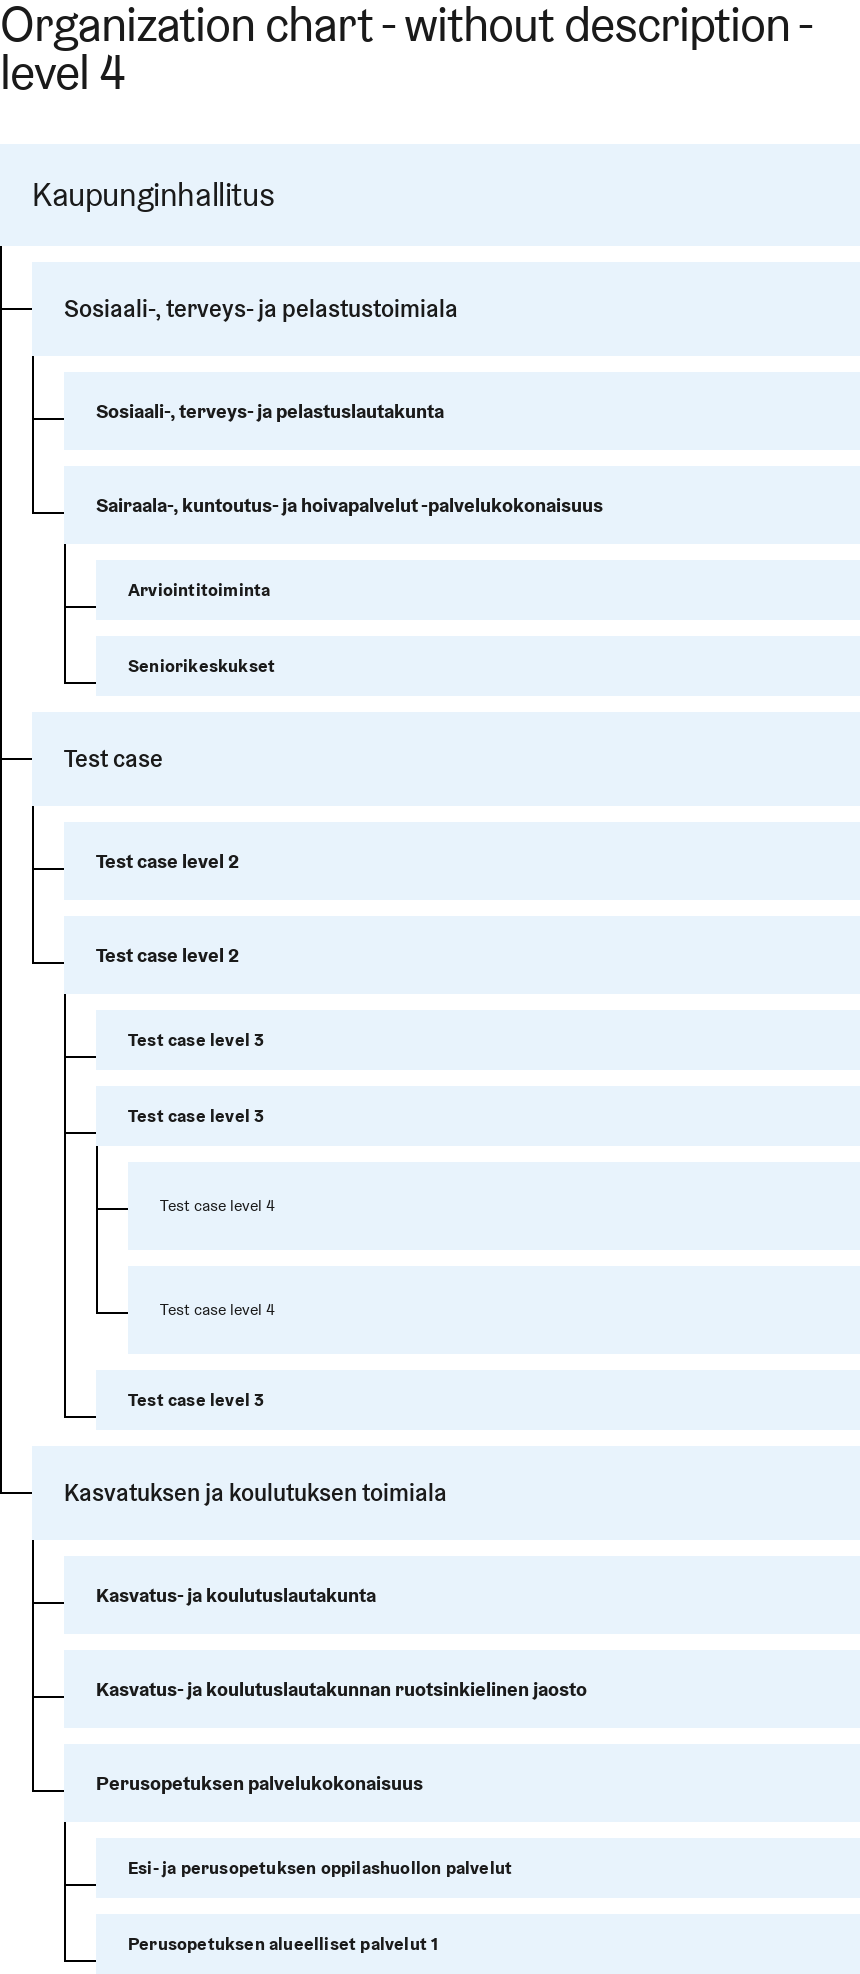 Organization chart - without description -
level 4
Kaupunginhallitus
Sosiaali-, terveys- ja pelastustoimiala
Sosiaali-, terveys- ja pelastuslautakunta
Sairaala-, kuntoutus- ja hoivapalvelut -palvelukokonaisuus
Arviointitoiminta
Seniorikeskukset
Test case
Test case level 2
Test case level 2
Test case level 3
Test case level 3
Test case level 4
Test case level 4
Test case level 3
Kasvatuksen ja koulutuksen toimiala
Kasvatus- ja koulutuslautakunta
Kasvatus- ja koulutuslautakunnan ruotsinkielinen jaosto
Perusopetuksen palvelukokonaisuus
Esi- ja perusopetuksen oppilashuollon palvelut
Perusopetuksen alueelliset palvelut 1